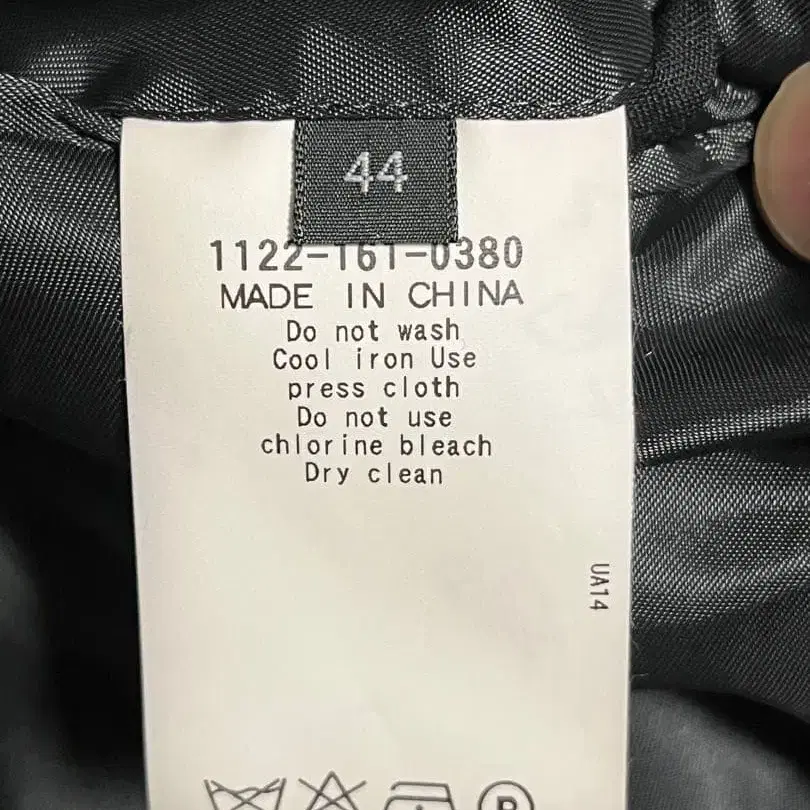 44
1122-161-0380
MADE IN CHINA
Do not wash
Cool iron Use
press cloth
Do not use
chlorine bleach
Dry clean
UA14
P